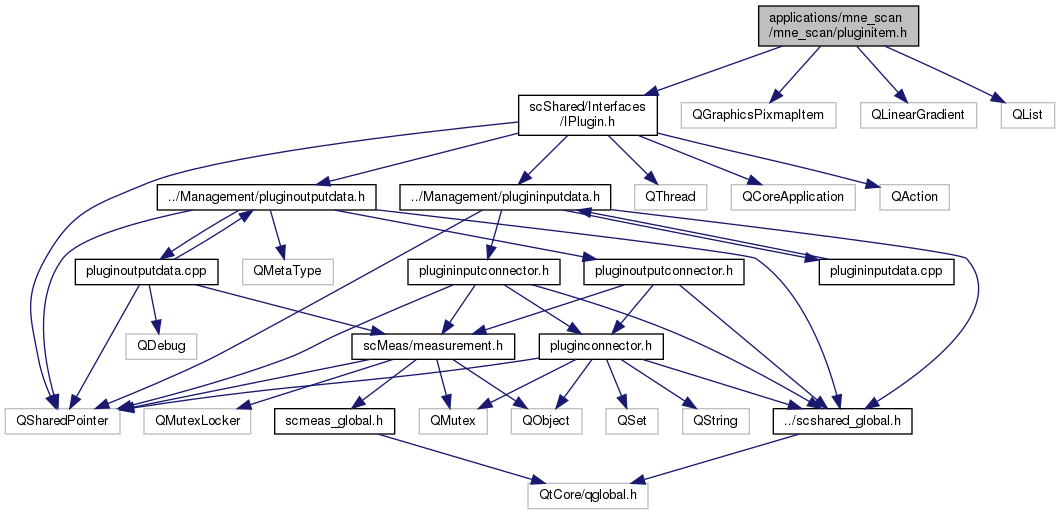 applications/mne_scan
/mne_scan/pluginitem.h
scShared/Interfaces
/IPlugin.h
QGraphicsPixmapItem
QLinearGradient
QList
../Management/pluginoutputdata.h
../Management/plugininputdata.h
QThread
QCoreApplication
QAction
pluginoutputdata.cpp
QMetaType
plugininputconnector.h
pluginoutputconnector.h
plugininputdata.cpp
QDebug
scMeas/measurement.h
pluginconnector.h
QSharedPointer
QMutexLocker
scmeas_global.h
QMutex
QObject
QSet
QString
../scshared_global.h
QtCore/qglobal.h